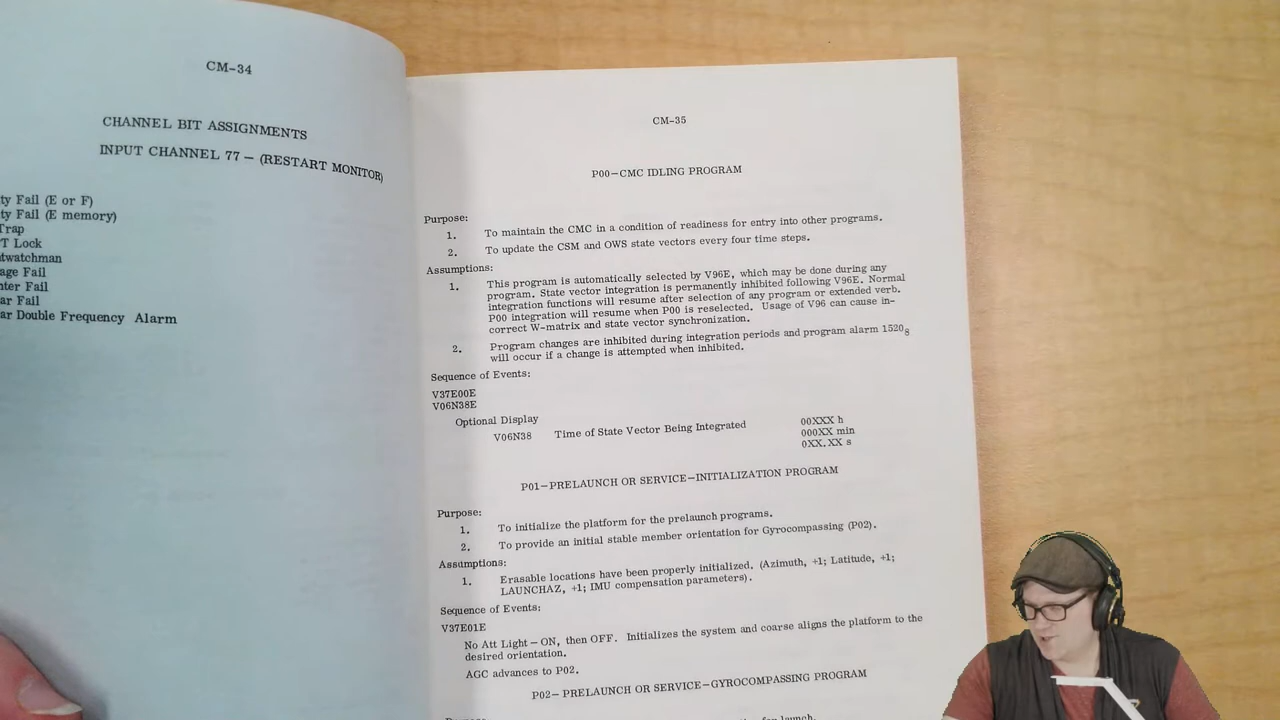 CM-34
CHANNEL BIT ASSIGNMENTS
INPUT CHANNEL 77 — (RESTART MONITOR)
Fail (E or F)
Fail (E memory)
Trap
Lock
Fail
Fail
Fail
Double Frequency Alarm
CM-35
P00—CMC IDLING PROGRAM
Purpose:
1. To maintain the CMC in a condition of readiness for entry into other programs.
2. To update the CSM and OWS state vectors every four time steps.
Assumptions:
1. This program is automatically selected by V96E, which may be done during any
program. State vector integration is permanently inhibited following V96E. Normal
integration functions will resume after selection of any program or extended verb.
P00 integration will resume when P00 is reselected. Usage of V96 can cause in-
correct W-matrix and state vector synchronization.
2. Program changes are inhibited during integration periods and program alarm 1520₈
will occur if a change is attempted when inhibited.
Sequence of Events:
V37E00E
V06N38E
Optional Display
V06N38 Time of State Vector Being Integrated 00XXX h
000XX min
0XX.XX s
P01—PRELAUNCH OR SERVICE—INITIALIZATION PROGRAM
Purpose:
1. To initialize the platform for the prelaunch programs.
2. To provide an initial stable member orientation for Gyrocompassing (P02).
Assumptions:
1. Erasable locations have been properly initialized. (Azimuth, +1; Latitude, +1;
LAUNCHAZ, +1; IMU compensation parameters).
Sequence of Events:
V37E01E
No Att Light — ON, then OFF. Initializes the system and coarse aligns the platform to the
desired orientation.
AGC advances to P02.
P02— PRELAUNCH OR SERVICE—GYROCOMPASSING PROGRAM
for launch.